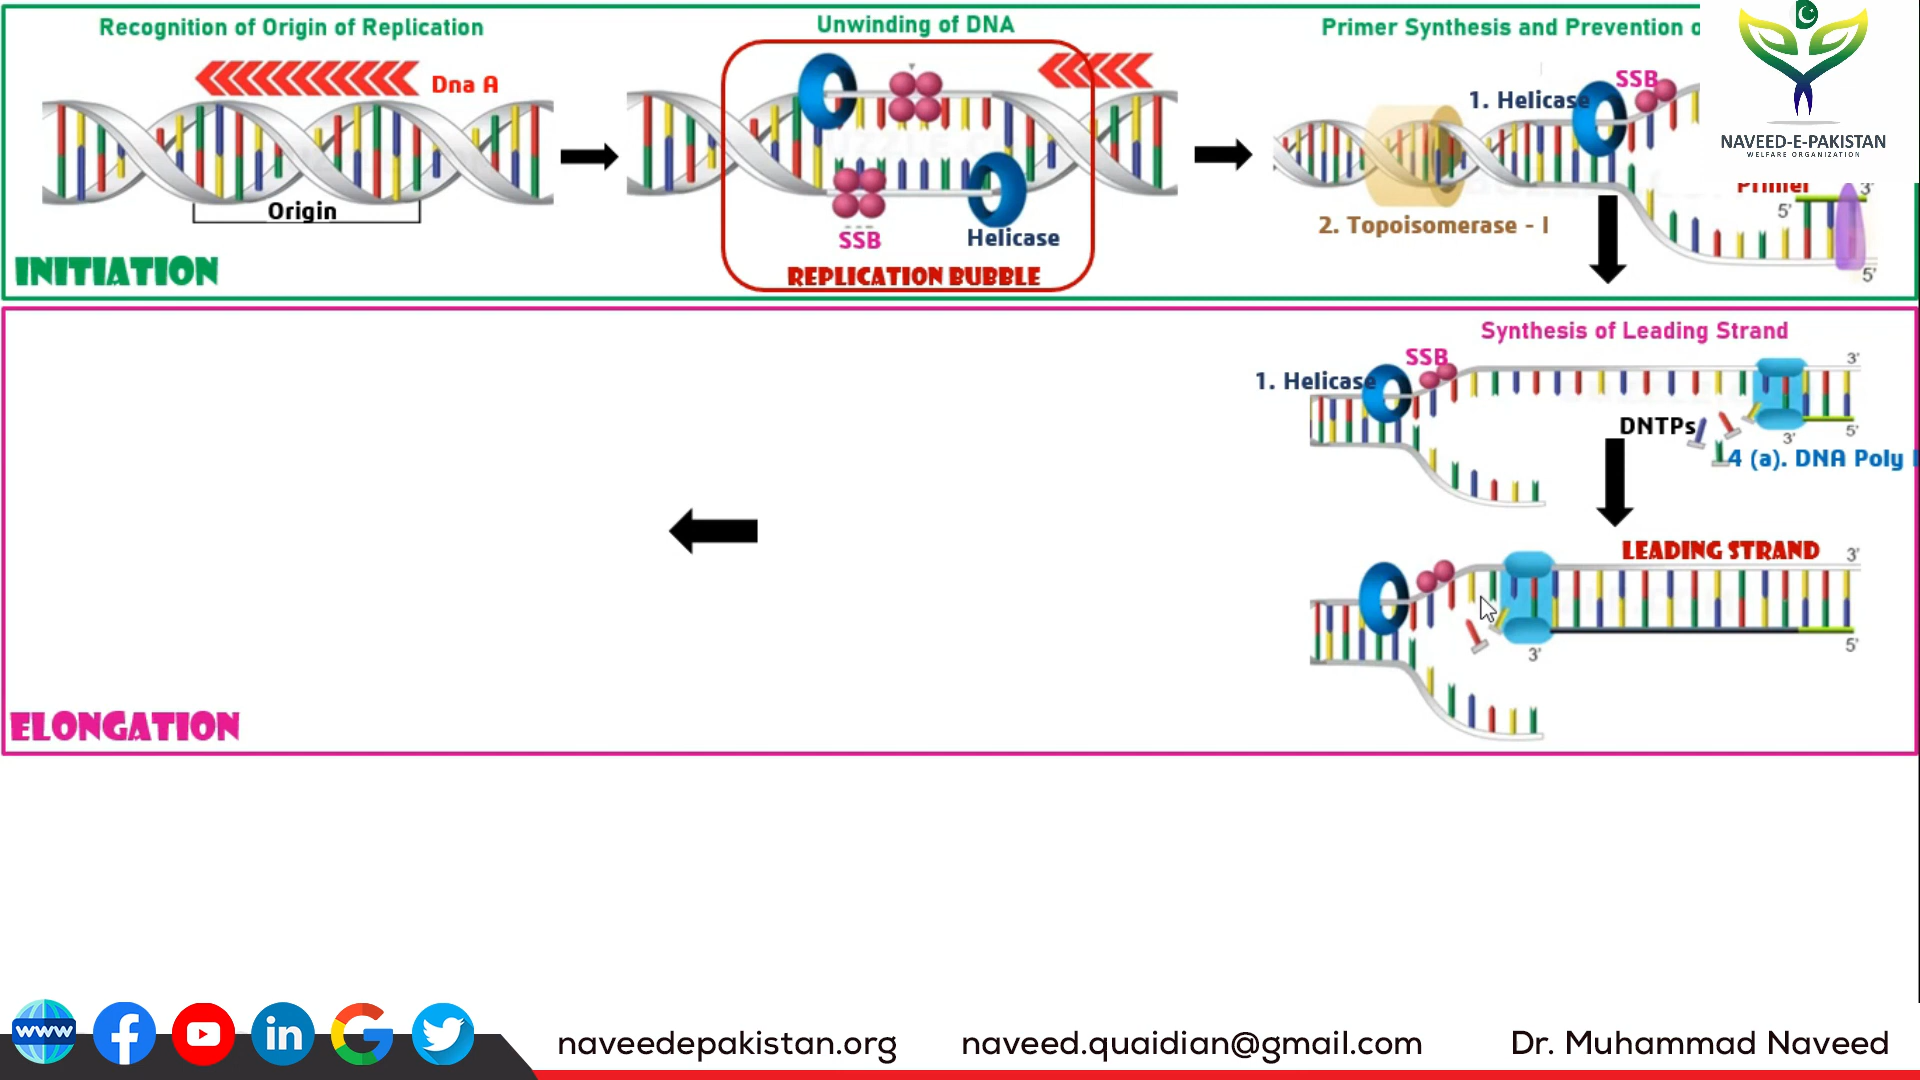 Recognition of Origin of Replication
Unwinding of DNA
Primer Synthesis and Prevention o
Dna A
Origin
INITIATION
SSB
Helicase
REPLICATION BUBBLE
1. Helicase
SSB
2. Topoisomerase - I
Primer
3'
5'
5'
NAVEED-E-PAKISTAN
WELFARE ORGANIZATION
Synthesis of Leading Strand
SSB
1. Helicase
3'
DNTPs
3'
5'
4 (a). DNA Poly
LEADING STRAND
3'
3'
5'
ELONGATION
www
f
in
G
naveedepakistan.org
naveed.quaidian@gmail.com
Dr. Muhammad Naveed